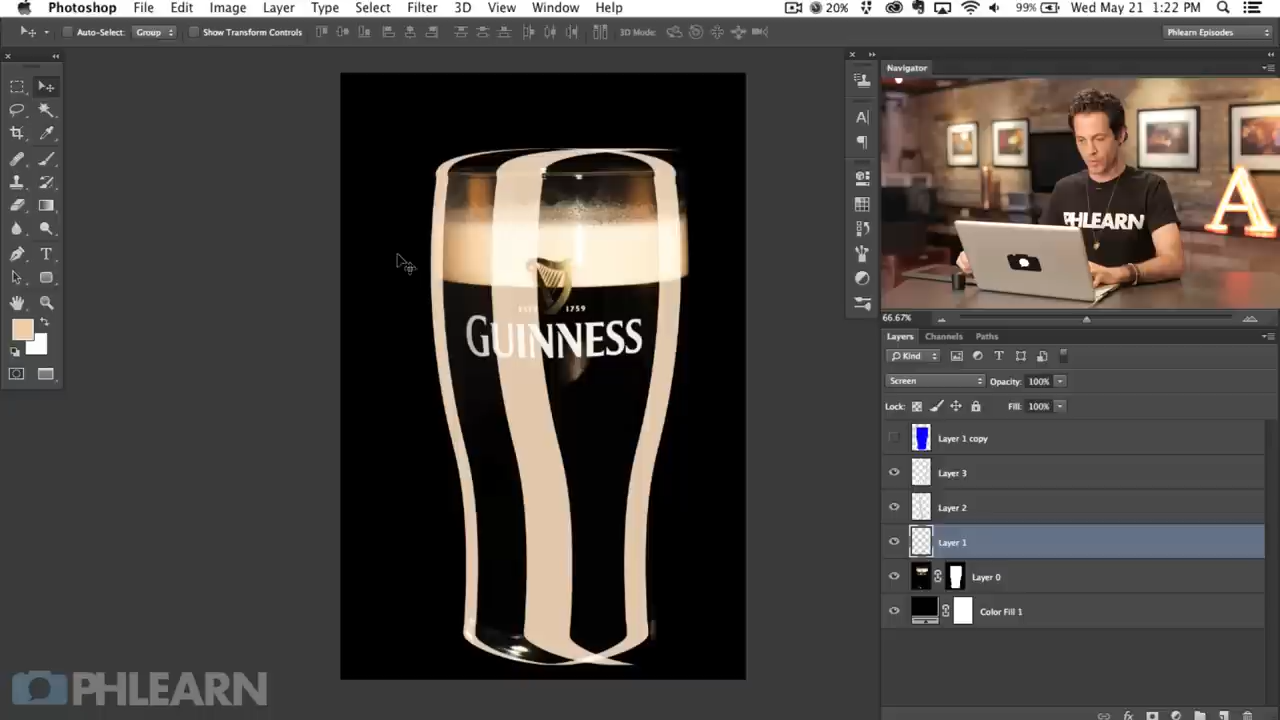 Photoshop File Edit Image Layer Type Select Filter 3D View Window Help 20% 99% Wed May 21 1:22 PM
Auto-Select: Group Show Transform Controls 3D Mode: Phlearn Episodes
Navigator
A|
PHLEARN
A
66.67%
Layers Channels Paths
Kind
Screen Opacity: 100%
Lock: Fill: 100%
Layer 1 copy
Layer 3
Layer 2
Layer 1
Layer 0
Color Fill 1
1759
GUINNESS
PHLEARN